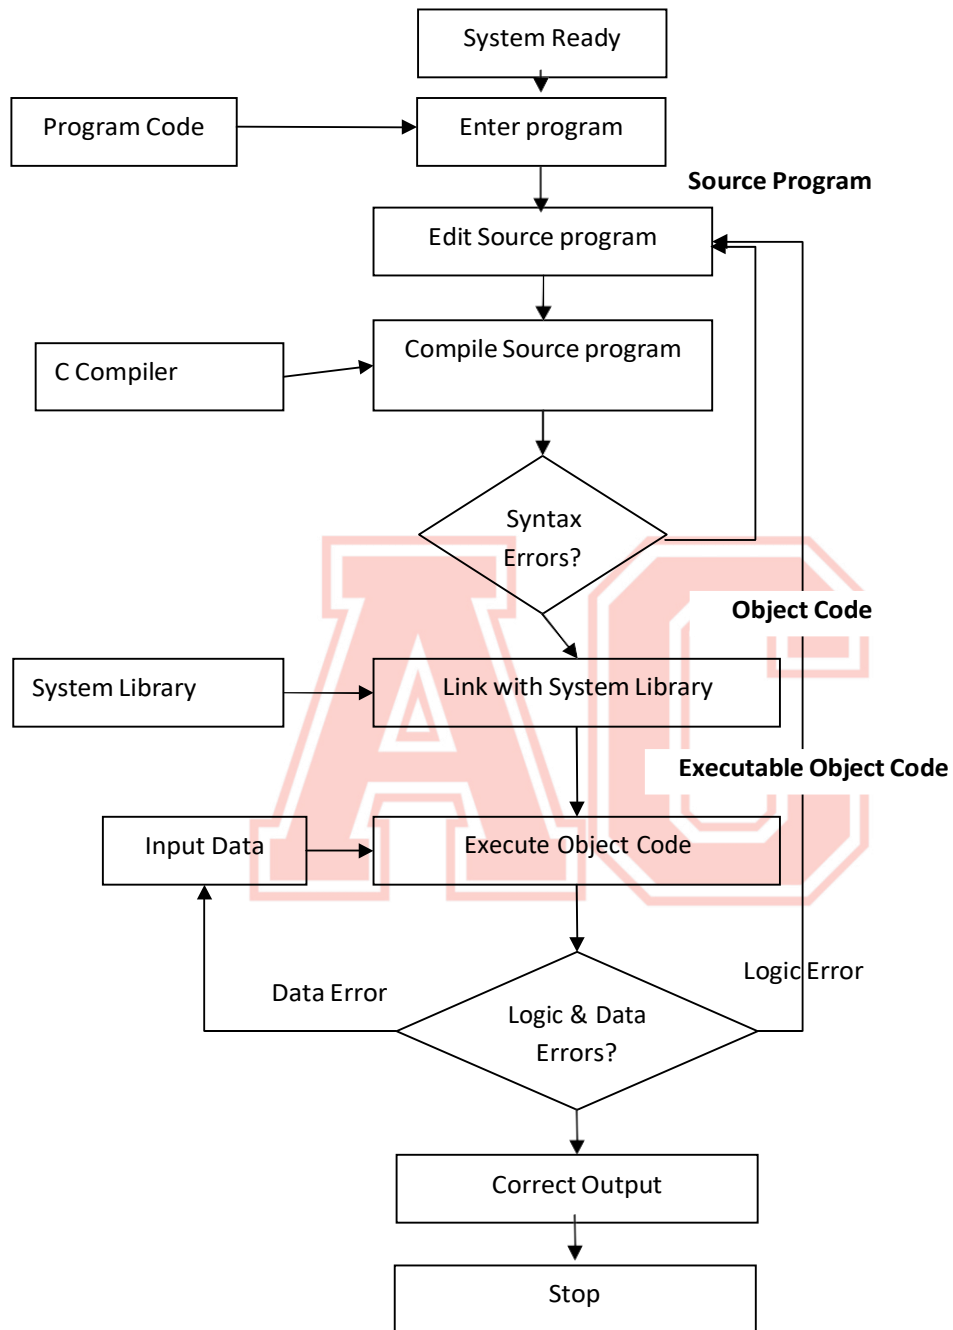 System Ready
Program Code
Enter program
Source Program
Edit Source program
Compile Source program
C Compiler
Syntax
Errors?
Object Code
System Library
Link with System Library
Executable Object Code
Input Data
Execute Object Code
Logic Error
Data Error
Logic & Data
Errors?
Correct Output
Stop
AC